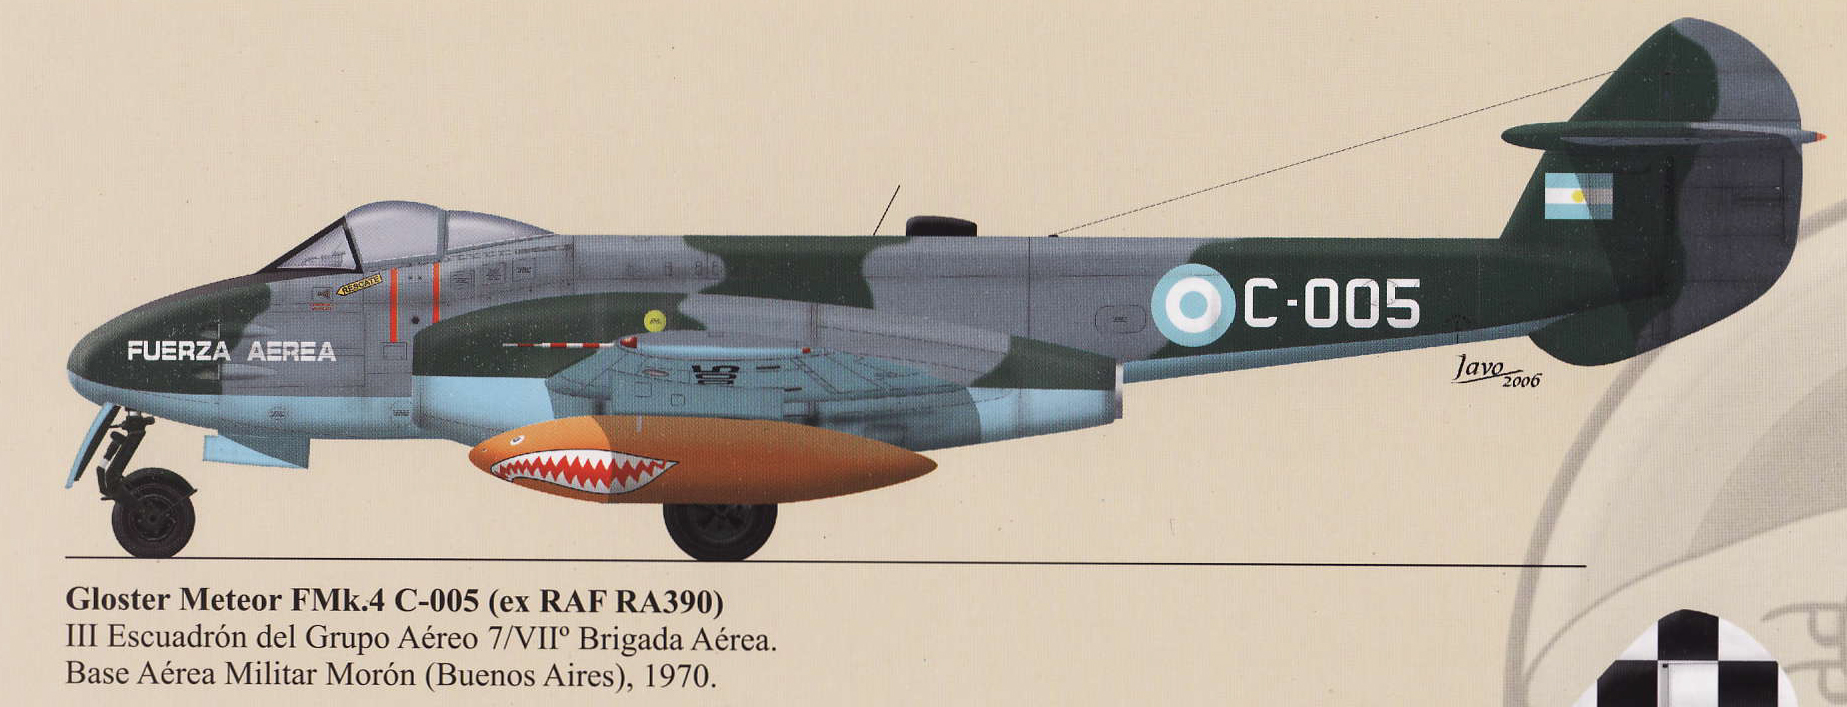 RESCATE
FUERZA AEREA
C-005
Javo
2006
Gloster Meteor FMk.4 C-005 (ex RAF RA390)
III Escuadrón del Grupo Aéreo 7/VIIº Brigada Aérea.
Base Aérea Militar Morón (Buenos Aires), 1970.